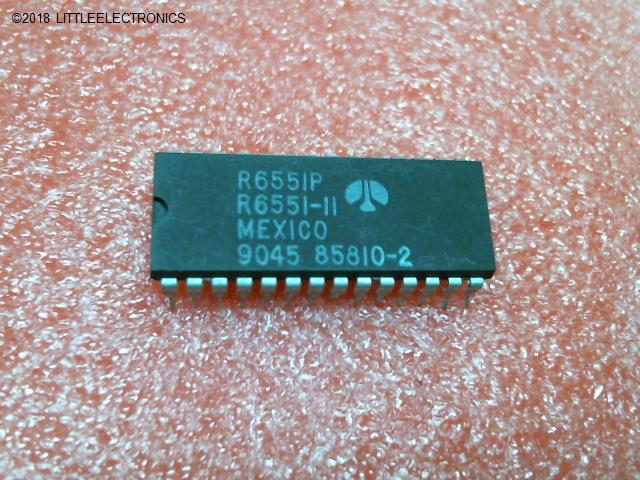 ©2018 LITTLEELECTRONICS
R6551P
R6551-11
MEXICO
9045 85810-2